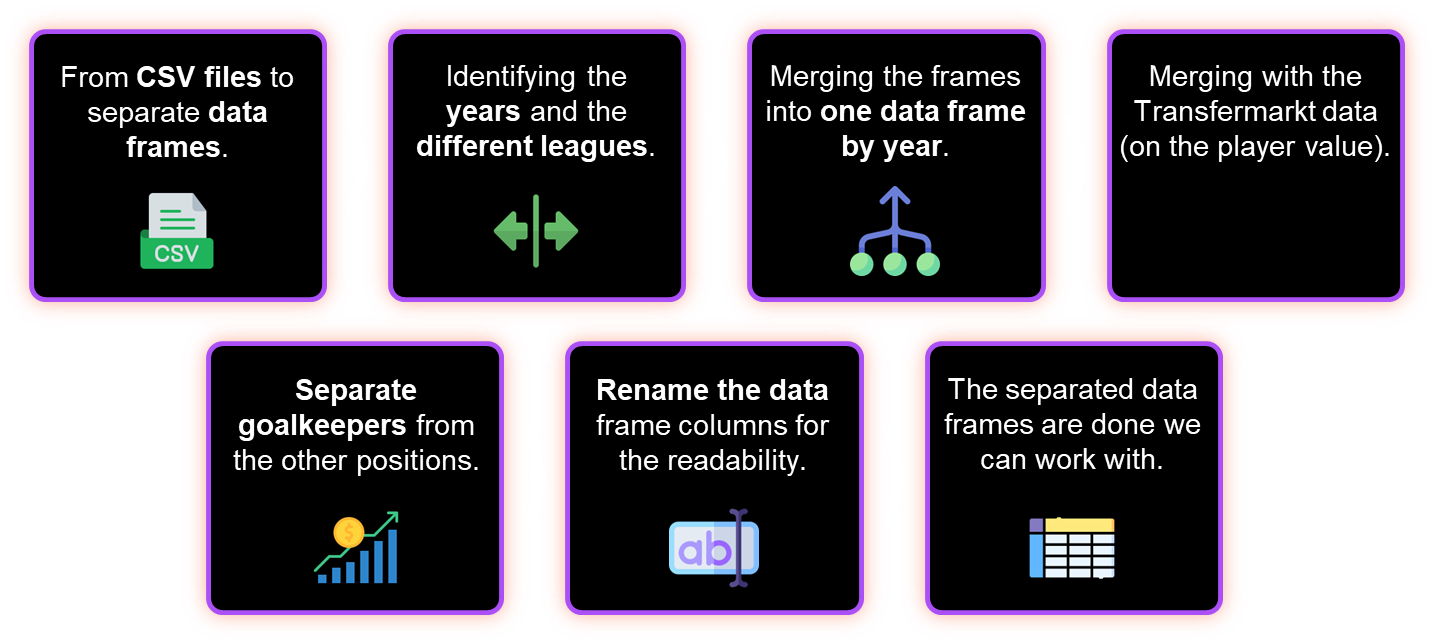 From CSV files to
separate data
frames.
CSV
Identifying the
years and the
different leagues.
Merging the frames
into one data frame
by year.
Merging with the
Transfermarkt data
(on the player value).
Separate
goalkeepers from
the other positions.
$
Rename the data
frame columns for
the readability.
ab
The separated data
frames are done we
can work with.